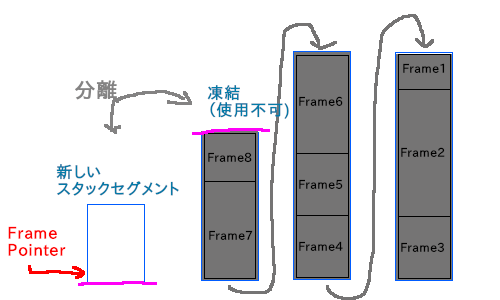 分離
凍結
（使用不可）
新しい
スタックセグメント
Frame
Pointer
Frame8
Frame7
Frame6
Frame5
Frame4
Frame1
Frame2
Frame3